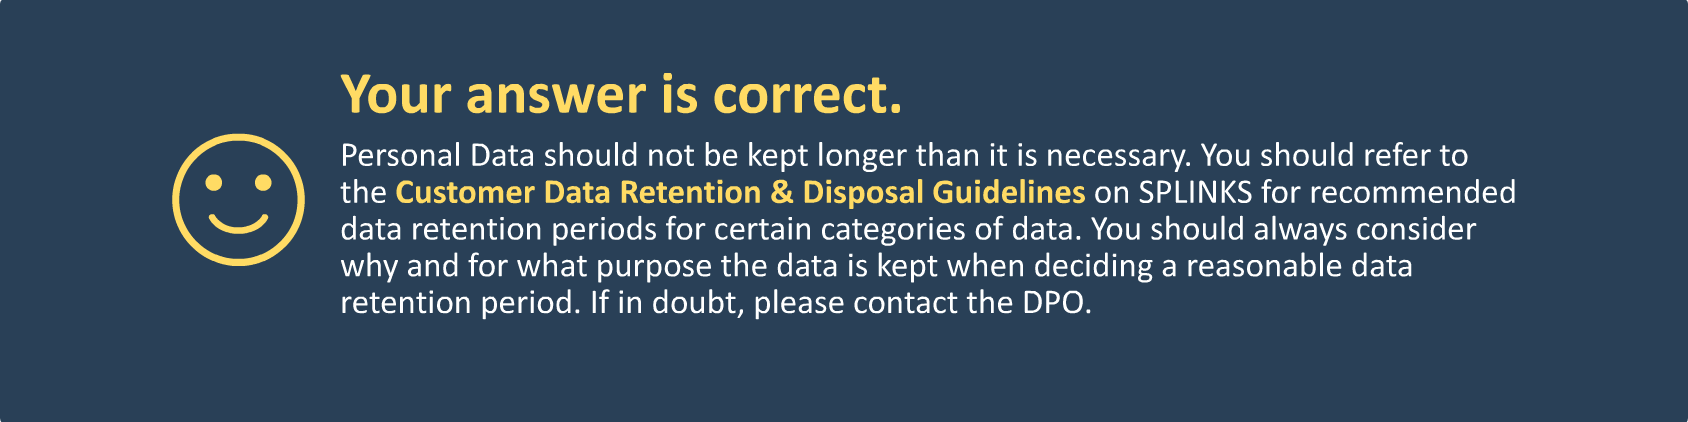 Your answer is correct.
Personal Data should not be kept longer than it is necessary. You should refer to
the Customer Data Retention & Disposal Guidelines on SPLINKS for recommended
data retention periods for certain categories of data. You should always consider
why and for what purpose the data is kept when deciding a reasonable data
retention period. If in doubt, please contact the DPO.